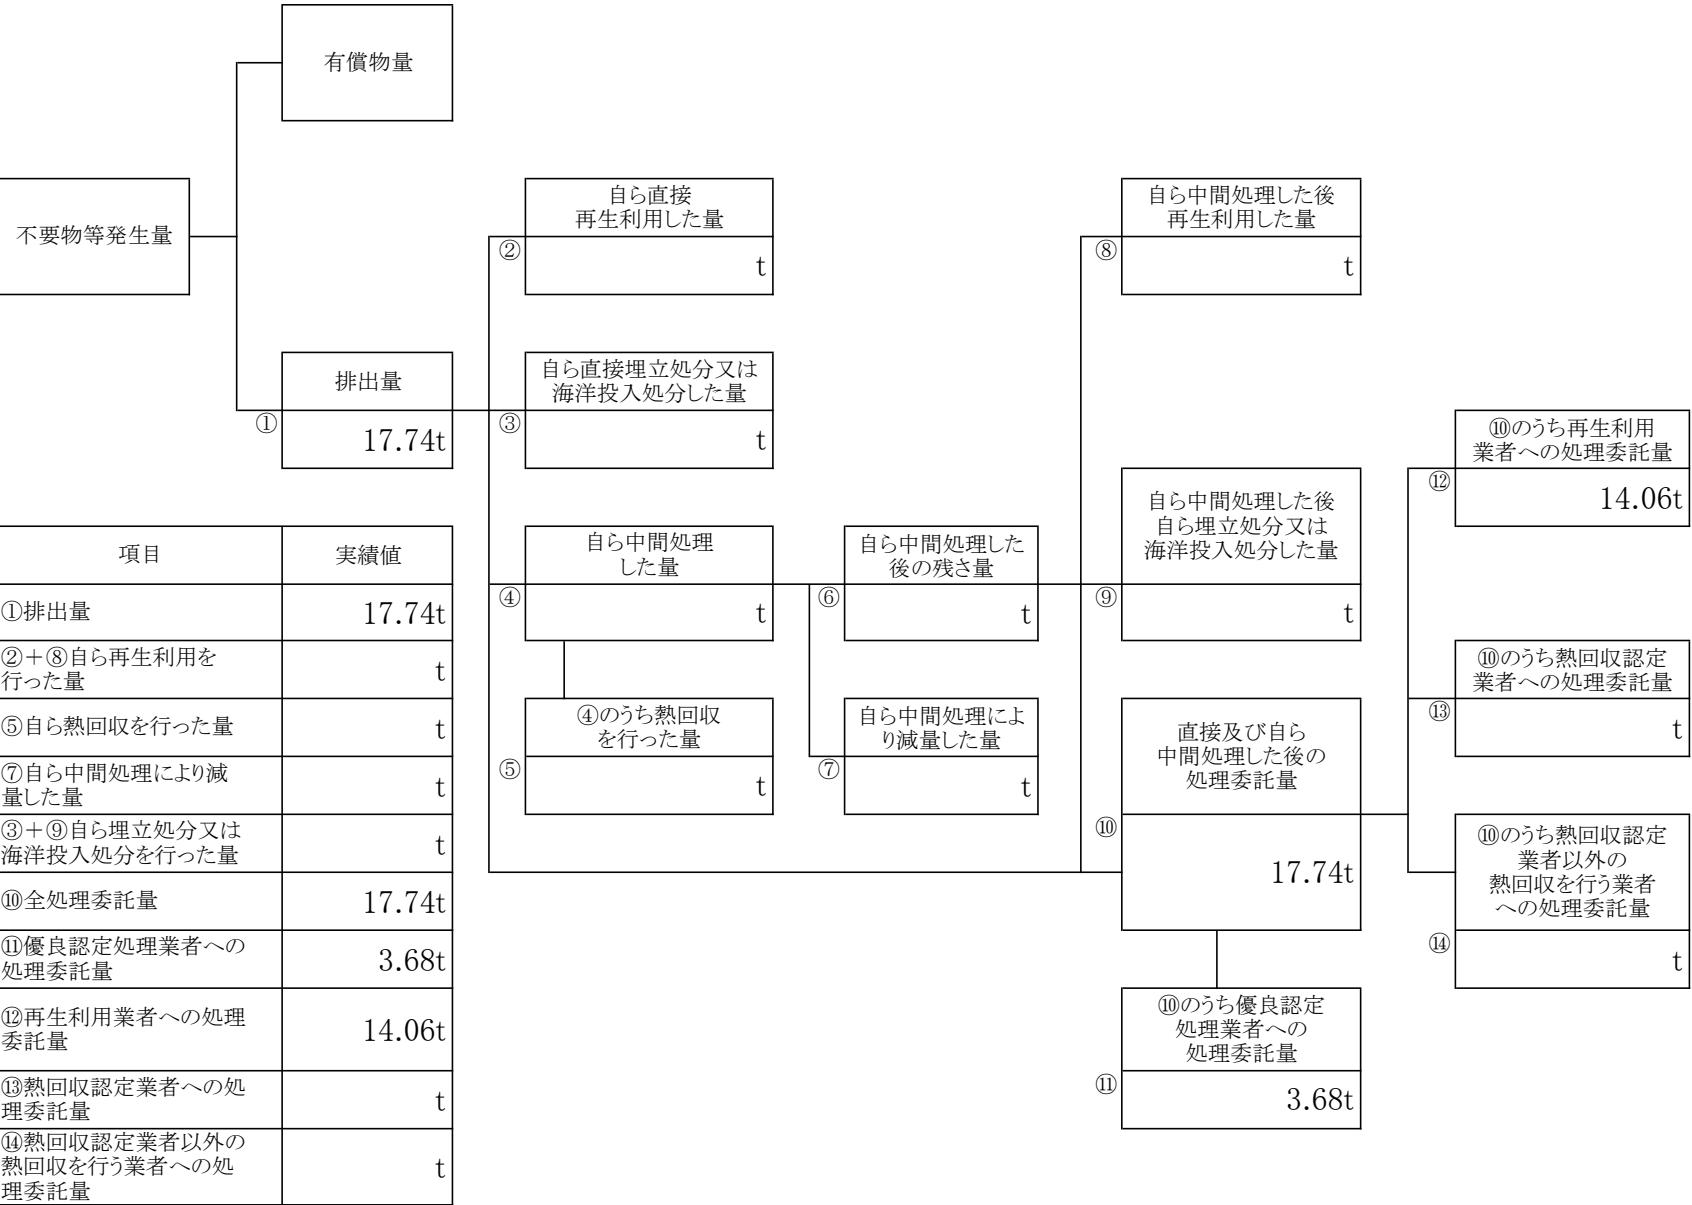 有償物量
不要物等発生量
自ら直接
再生利用した量
②
t
自ら中間処理した後
再生利用した量
⑧
t
排出量
①
17.74t
自ら直接埋立処分又は
海洋投入処分した量
③
t
⑩のうち再生利用
業者への処理委託量
⑫
14.06t
自ら中間処理
した量
④
t
自ら中間処理した
後の残さ量
⑥
t
自ら中間処理した後
自ら埋立処分又は
海洋投入処分した量
⑨
t
⑩のうち熱回収認定
業者への処理委託量
⑬
t
④のうち熱回収
を行った量
⑤
t
自ら中間処理によ
り減量した量
⑦
t
直接及び自ら
中間処理した後の
処理委託量
⑩
17.74t
⑩のうち熱回収認定
業者以外の
熱回収を行う業者
への処理委託量
⑭
t
⑩のうち優良認定
処理業者への
処理委託量
⑪
3.68t
項目
実績値
①排出量
17.74t
②＋⑧自ら再生利用を
行った量
t
⑤自ら熱回収を行った量
t
⑦自ら中間処理により減
量した量
t
③＋⑨自ら埋立処分又は
海洋投入処分を行った量
t
⑩全処理委託量
17.74t
⑪優良認定処理業者への
処理委託量
3.68t
⑫再生利用業者への処理
委託量
14.06t
⑬熱回収認定業者への処
理委託量
t
⑭熱回収認定業者以外の
熱回収を行う業者への処
理委託量
t